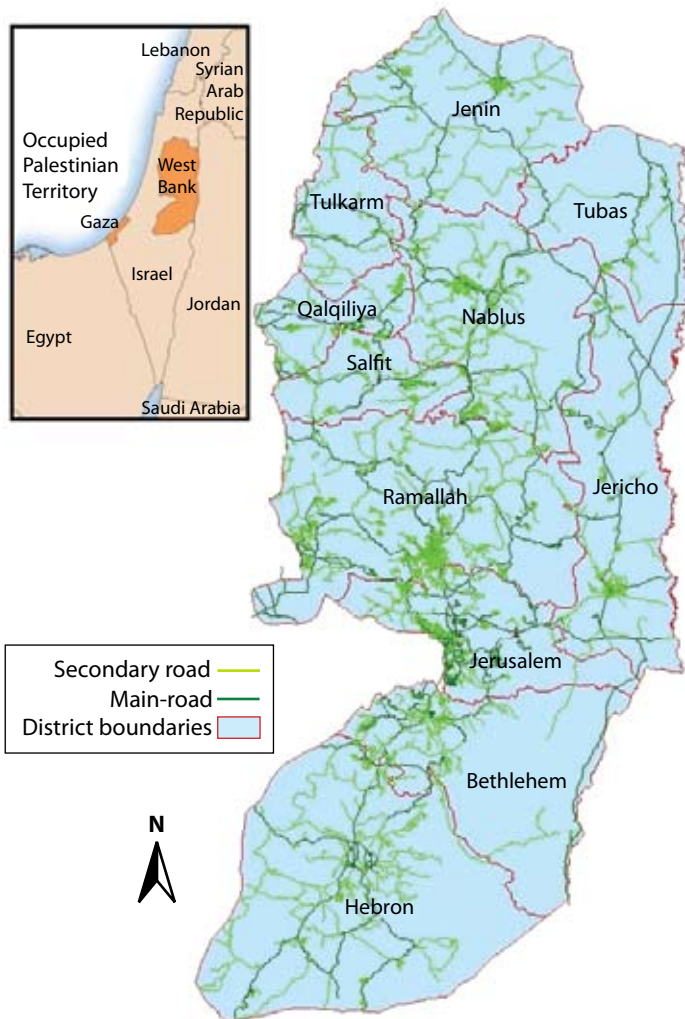 Lebanon
Syrian
Arab
Republic
Occupied
Palestinian
Territory
West
Bank
Gaza
Israel
Jordan
Egypt
Saudi Arabia
Jenin
Tulkarm
Tubas
Qalqiliya
Nablus
Salfit
Ramallah
Jericho
Jerusalem
Secondary road
Main-road
District boundaries
Bethlehem
N
Hebron